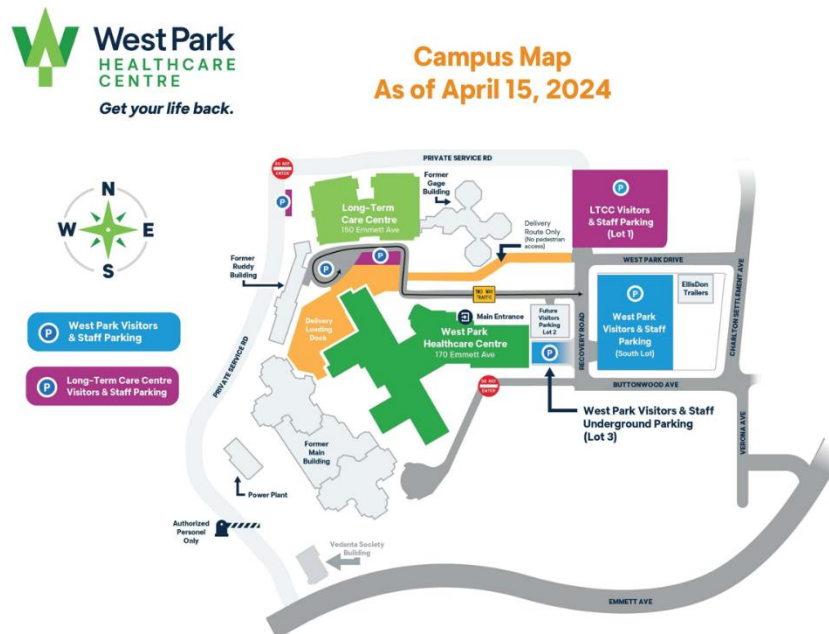 West Park
HEALTHCARE
CENTRE
Get your life back.
Campus Map
As of April 15, 2024
N
W
E
S
P
West Park Visitors
& Staff Parking
P
Long-Term Care Centre
Visitors & Staff Parking
DO NOT
ENTER
PRIVATE SERVICE RD
P
Long-Term
Care Centre
150 Emmett Ave
Former
Gage
Building
Delivery
Route Only
(No pedestrian
access)
P
LTCC Visitors
& Staff Parking
(Lot 1)
Former
Ruddy
Building
P
P
WEST PARK DRIVE
TWO WAY
TRAFFIC
Delivery
Loading
Dock
Main Entrance
West Park
Healthcare Centre
170 Emmett Ave
Future
Visitors
Parking
Lot 2
P
RECOVERY ROAD
P
West Park
Visitors & Staff
Parking
(South Lot)
EllisDon
Trailers
CHARLTON SETTLEMENT AVE
PRIVATE SERVICE RD
DO NOT
ENTER
BUTTONWOOD AVE
West Park Visitors & Staff
Underground Parking
(Lot 3)
VERONA AVE
Former
Main
Building
Power Plant
Authorized
Personel
Only
Vedanta Society
Building
EMMETT AVE